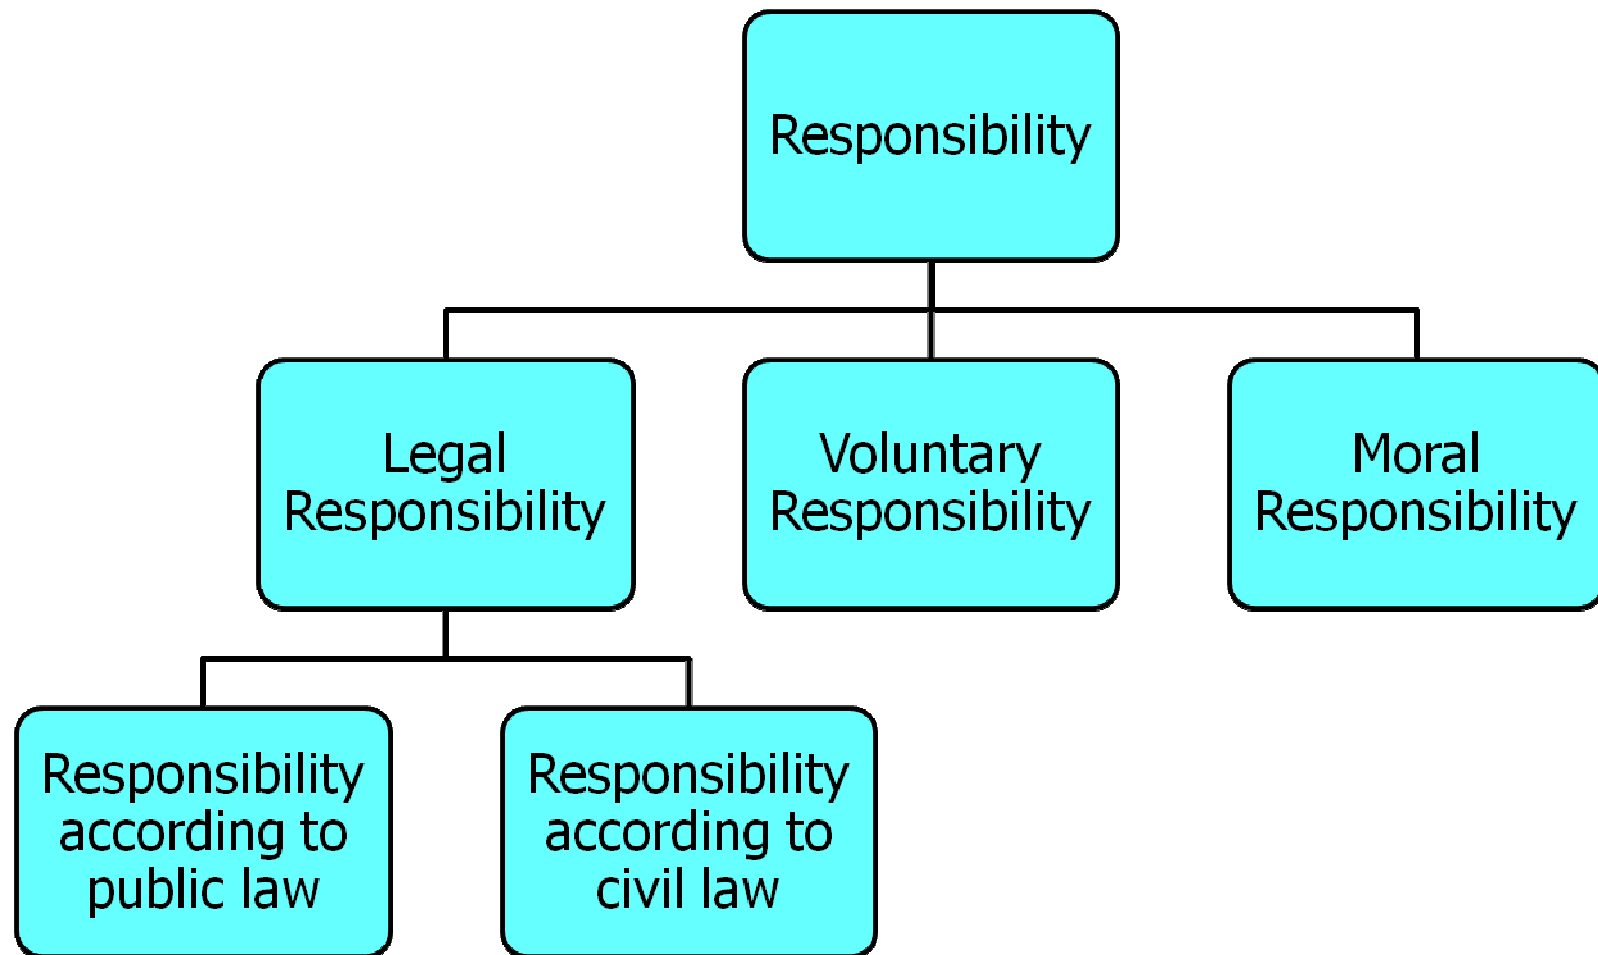 Responsibility
Legal
Responsibility
Voluntary
Responsibility
Moral
Responsibility
Responsibility
according to
public law
Responsibility
according to
civil law